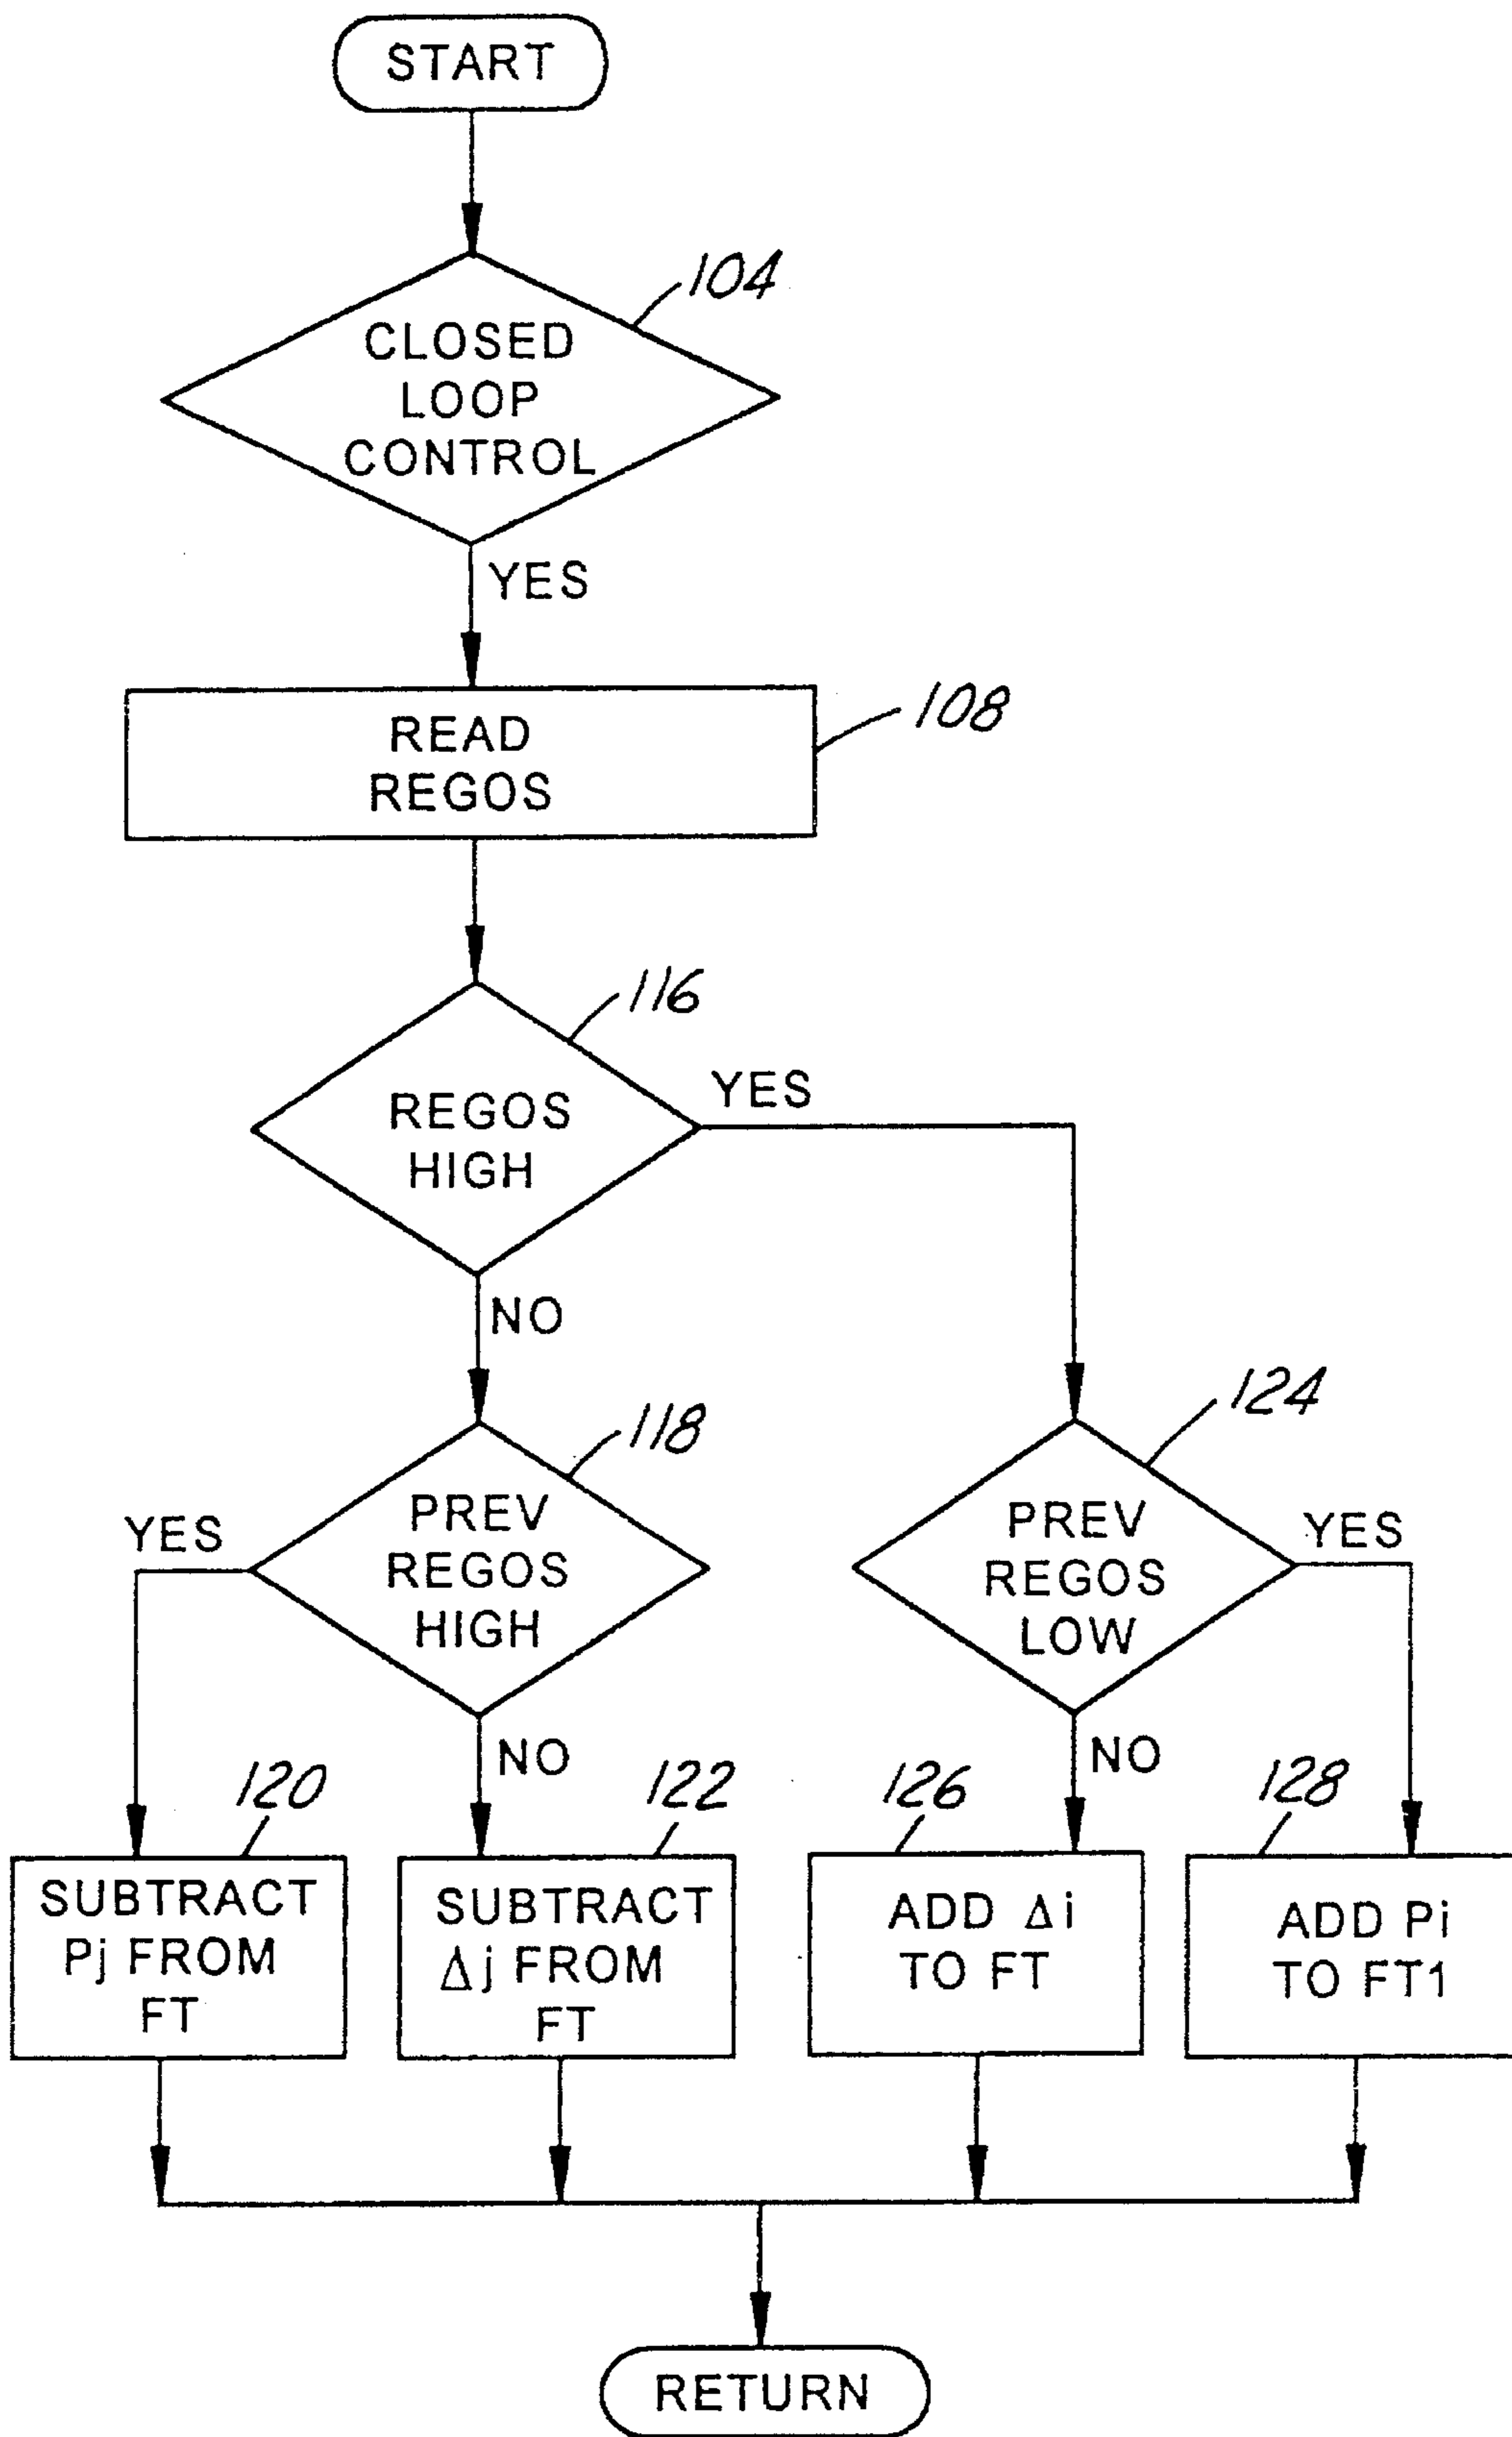 START
104
CLOSED
LOOP
CONTROL
YES
READ
REGOS
108
116
REGOS
HIGH
YES
NO
118
PREV
REGOS
HIGH
YES
NO
124
PREV
REGOS
LOW
YES
NO
120
SUBTRACT
Pj FROM
FT
122
SUBTRACT
Δj FROM
FT
126
ADD Δi
TO FT
128
ADD Pi
TO FT1
RETURN